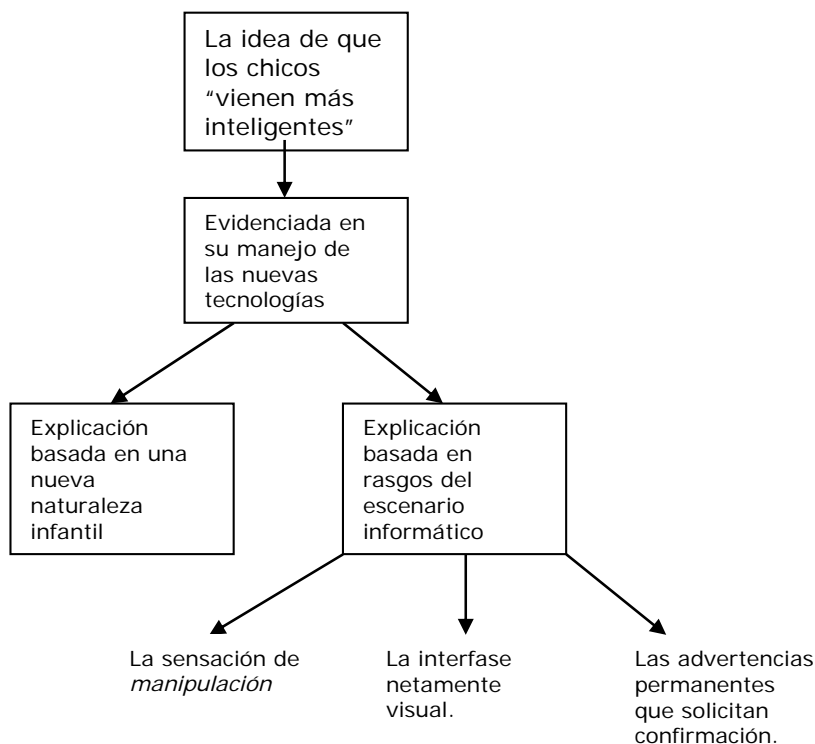 La idea de que
los chicos
“vienen más
inteligentes”
Evidenciada en
su manejo de
las nuevas
tecnologías
Explicación
basada en una
nueva
naturaleza
infantil
Explicación
basada en
rasgos del
escenario
informático
La sensación de
manipulación
La interfase
netamente
visual.
Las advertencias
permanentes
que solicitan
confirmación.